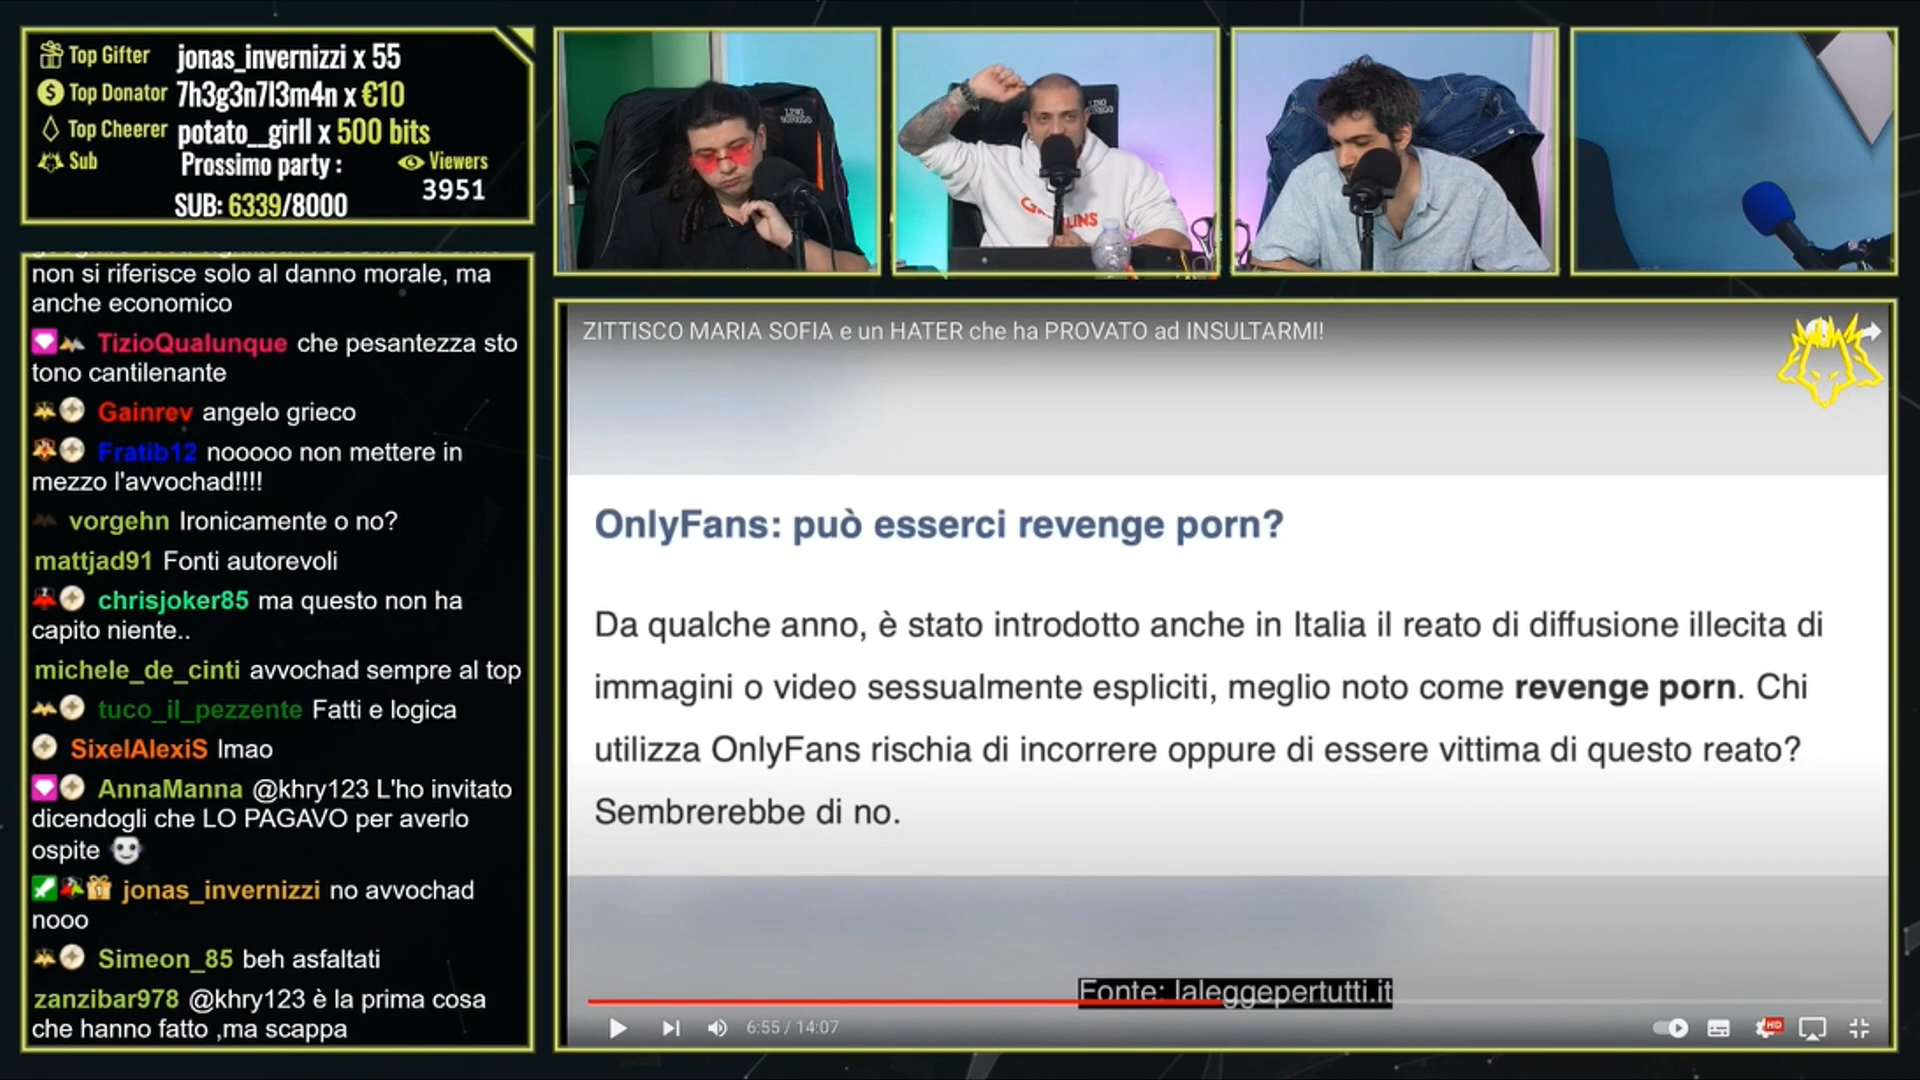 Top Gifter jonas_invernizzi x 55
Top Donator 7h3g3n7l3m4n x €10
Top Cheerer potato__girll x 500 bits
Sub Prossimo party :
SUB: 6339/8000
Viewers
3951
non si riferisce solo al danno morale, ma
anche economico
TizioQualunque che pesantezza sto
tono cantilenante
Gainrev angelo grieco
Fratib12 nooooo non mettere in
mezzo l'avvochad!!!!
vorgehn Ironicamente o no?
mattjad91 Fonti autorevoli
chrisjoker85 ma questo non ha
capito niente..
michele_de_cinti avvochad sempre al top
tuco_il_pezzente Fatti e logica
SixelAlexiS lmao
AnnaManna @khry123 L'ho invitato
dicendogli che LO PAGAVO per averlo
ospite
jonas_invernizzi no avvochad
nooo
Simeon_85 beh asfaltati
zanzibar978 @khry123 è la prima cosa
che hanno fatto ,ma scappa
ZITTISCO MARIA SOFIA e un HATER che ha PROVATO ad INSULTARMI!
OnlyFans: può esserci revenge porn?
Da qualche anno, è stato introdotto anche in Italia il reato di diffusione illecita di
immagini o video sessualmente espliciti, meglio noto come revenge porn. Chi
utilizza OnlyFans rischia di incorrere oppure di essere vittima di questo reato?
Sembrerebbe di no.
Fonte: laleggepertutti.it
6:55 / 14:07
HD